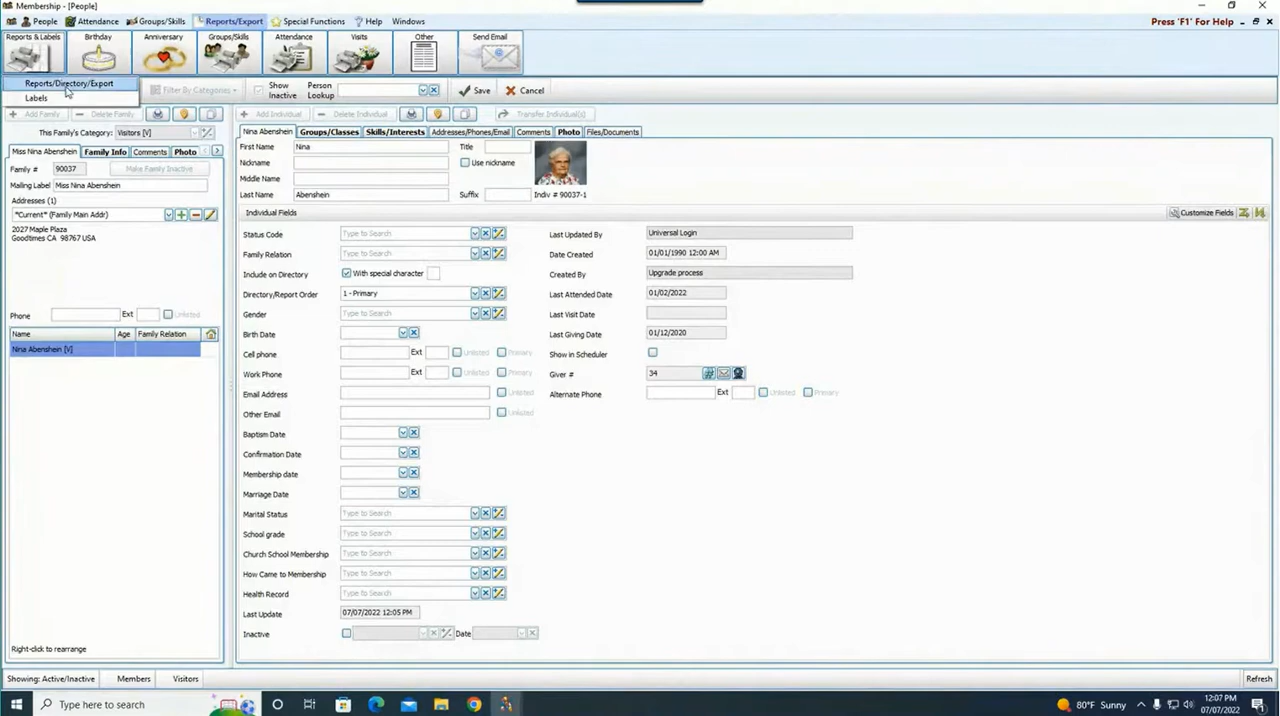 Membership - [People]
People Attendance Groups/Skills Reports/Export Special Functions Help Windows Press 'F1' For Help
Reports & Labels Birthday Anniversary Groups/Skills Attendance Visits Other Send Email
Reports/Directory/Export
Labels
Filter By Categories Show Inactive Person Lookup Save Cancel
Add Family Delete Family Add Individual Delete Individual Transfer Individual(s)
This Family's Category: Visitors [V]
Miss Nina Abenshein Family Info Comments Photo
Family # 90037 Make Family Inactive
Mailing Label Miss Nina Abenshein
Addresses (1)
*Current* (Family Main Addr)
2027 Maple Plaza
Goodtimes CA 98767 USA
Phone Ext Unlisted
Name Age Family Relation
Nina Abenshein [V]
Right-click to rearrange
Nina Abenshein Groups/Classes Skills/Interests Addresses/Phones/Email Comments Photo Files/Documents
First Name Nina Title
Nickname Use nickname
Middle Name
Last Name Abenshein Suffix Indiv # 90037-1
Individual Fields Customize Fields
Status Code Type to Search
Family Relation Type to Search
Include on Directory With special character
Directory/Report Order 1 - Primary
Gender Type to Search
Birth Date
Cell phone Ext Unlisted Primary
Work Phone Ext Unlisted Primary
Email Address Unlisted
Other Email Unlisted
Baptism Date
Confirmation Date
Membership date
Marriage Date
Marital Status Type to Search
School grade Type to Search
Church School Membership Type to Search
How Came to Membership Type to Search
Health Record Type to Search
Last Update 07/07/2022 12:05 PM
Inactive Date
Last Updated By Universal Login
Date Created 01/01/1990 12:00 AM
Created By Upgrade process
Last Attended Date 01/02/2022
Last Visit Date
Last Giving Date 01/12/2020
Show in Scheduler
Giver # 34
Alternate Phone Ext Unlisted Primary
Showing: Active/Inactive Members Visitors Refresh
Type here to search 80°F Sunny 12:07 PM
07/07/2022